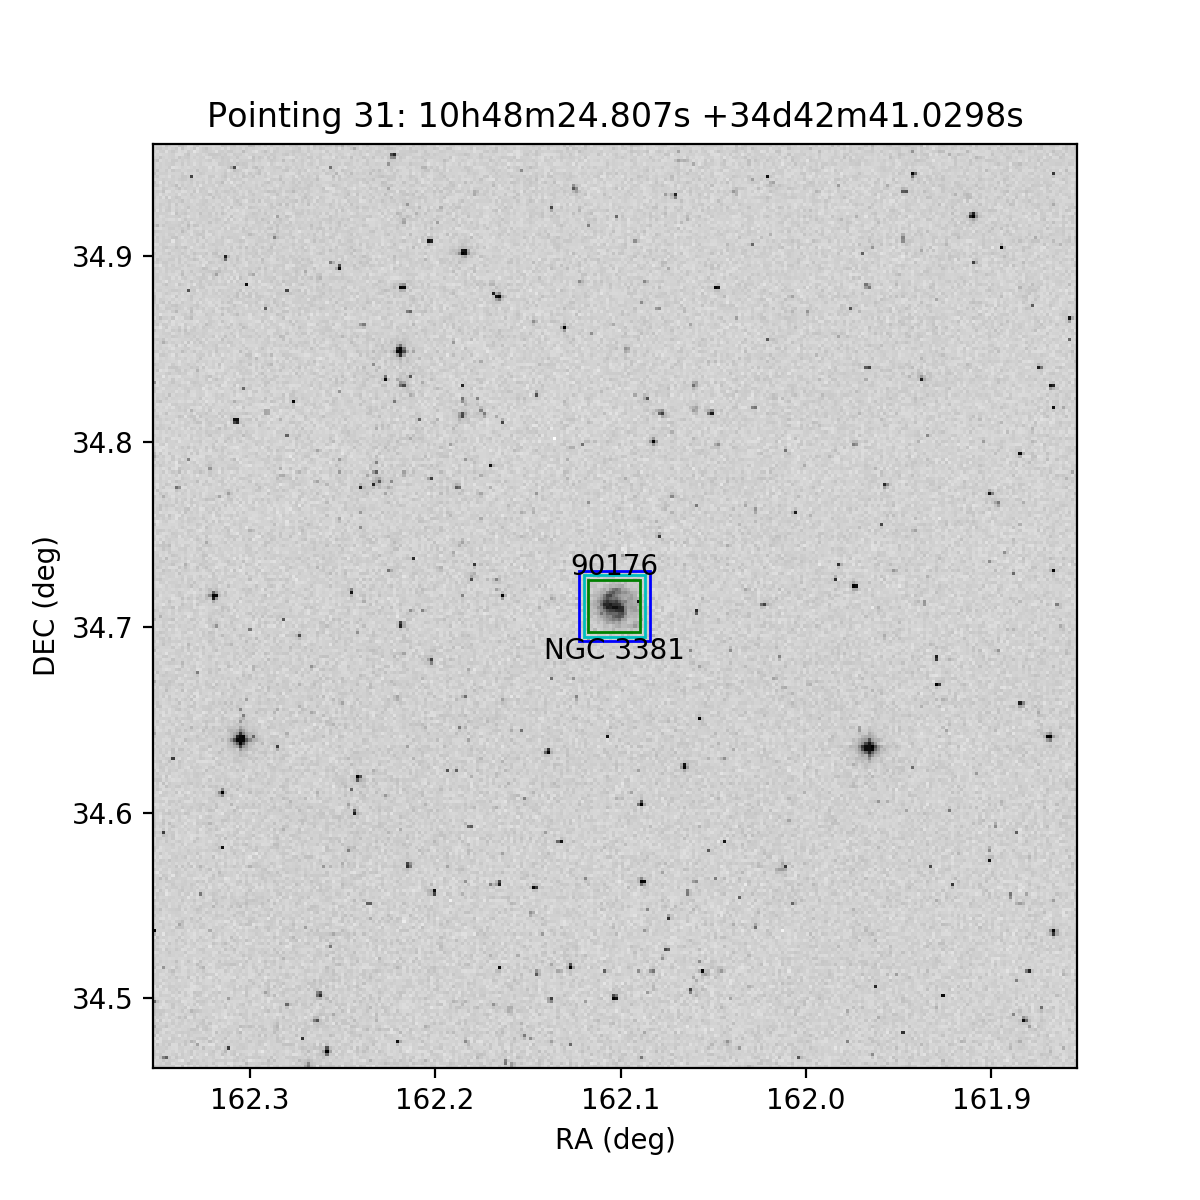 Pointing 31: 10h48m24.807s +34d42m41.0298s
34.9
34.8
90176
34.7
NGC 3381
DEC (deg)
34.6
34.5
162.3 162.2 162.1 162.0 161.9
RA (deg)